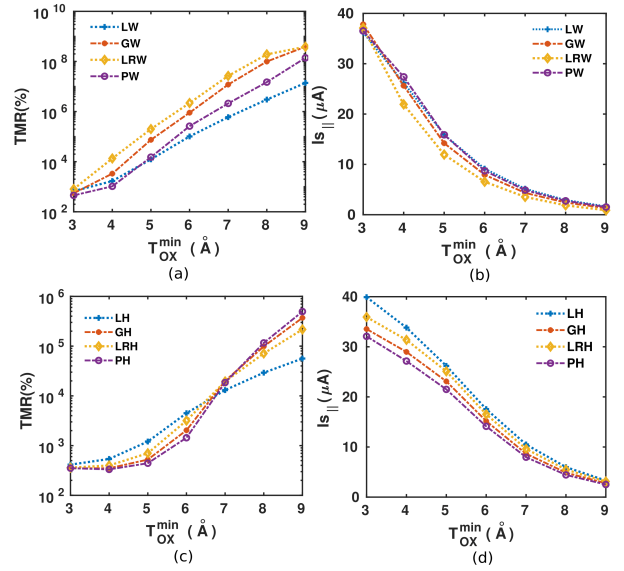 10^10
10^8
10^6
10^4
10^2
TMR(%)
LW
GW
LRW
PW
3 4 5 6 7 8 9
T_OX^min (Å)
(a)
40
30
20
10
0
Is_|| (μA)
LW
GW
LRW
PW
3 4 5 6 7 8 9
T_OX^min (Å)
(b)
10^6
10^5
10^4
10^3
10^2
TMR(%)
LH
GH
LRH
PH
3 4 5 6 7 8 9
T_OX^min (Å)
(c)
40
30
20
10
0
Is_|| (μA)
LH
GH
LRH
PH
3 4 5 6 7 8 9
T_OX^min (Å)
(d)